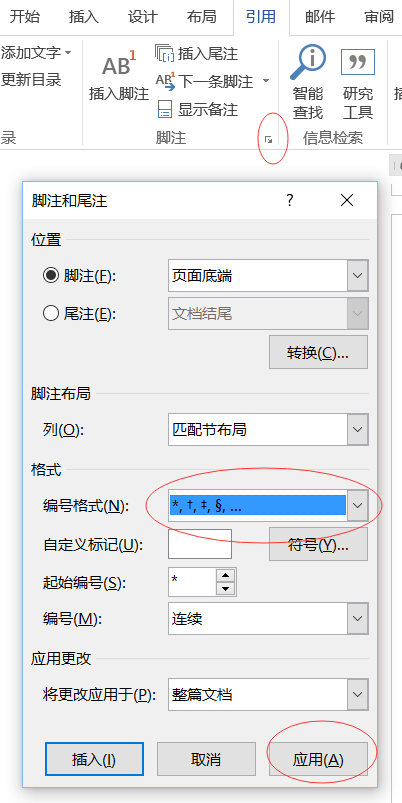 开始 插入 设计 布局 引用 邮件 审阅
添加文字 AB1 插入尾注
更新目录 插入脚注 AB1 下一条脚注 智能查找 研究工具
显示备注
录 脚注 信息检索
脚注和尾注 ? ×
位置
脚注(F): 页面底端
尾注(E): 文档结尾
转换(C)...
脚注布局
列(O): 匹配节布局
格式
编号格式(N): *, †, ‡, §, ...
自定义标记(U): 符号(Y)...
起始编号(S): *
编号(M): 连续
应用更改
将更改应用于(P): 整篇文档
插入(I) 取消 应用(A)